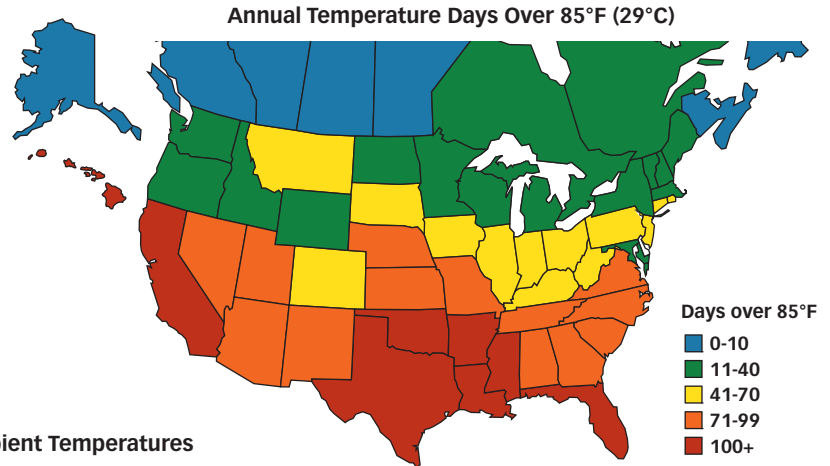 Annual Temperature Days Over 85°F (29°C)
Days over 85°F
0-10
11-40
41-70
71-99
100+
Temperatures